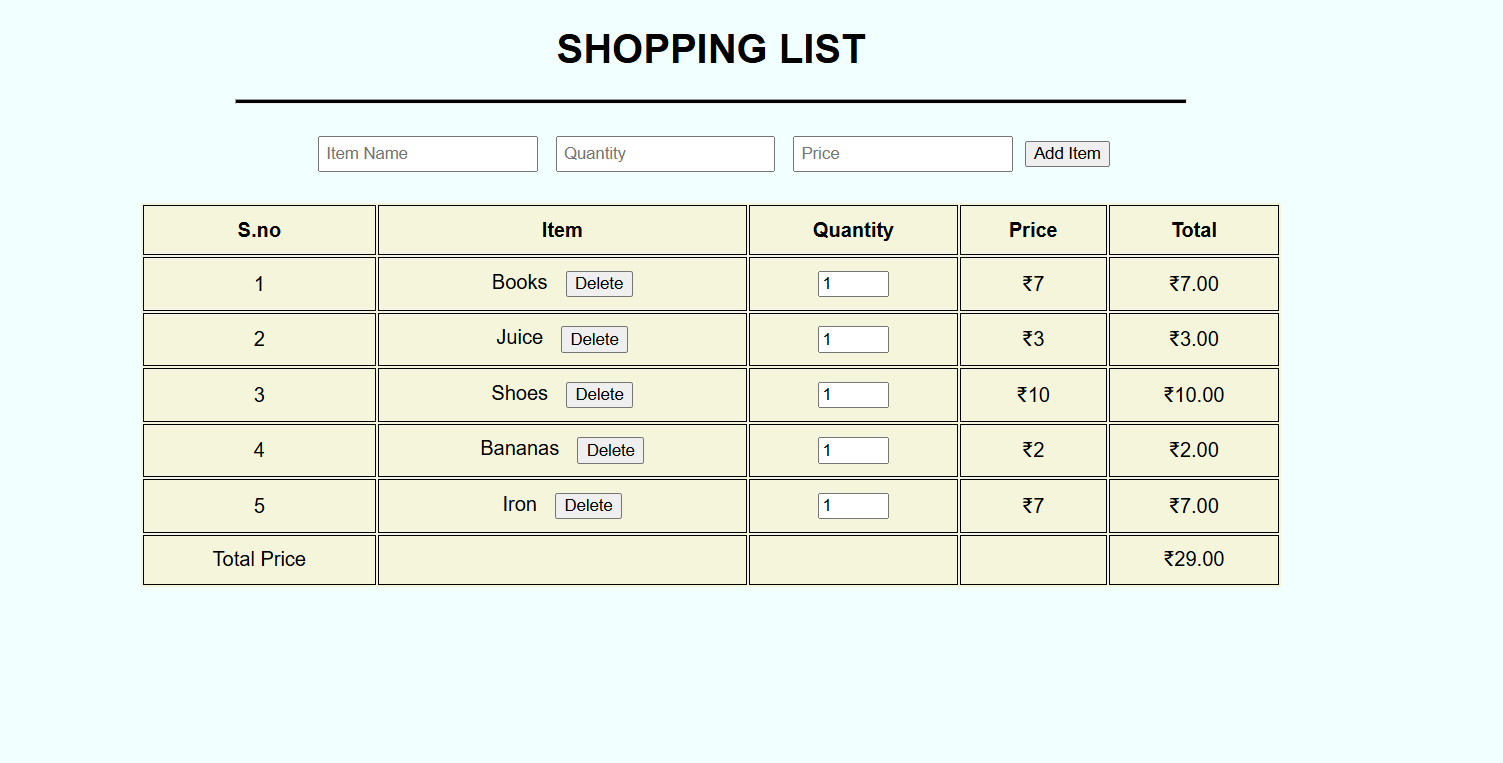 SHOPPING LIST
Item Name Quantity Price Add Item
S.no Item Quantity Price Total
1 Books Delete 1 ₹7 ₹7.00
2 Juice Delete 1 ₹3 ₹3.00
3 Shoes Delete 1 ₹10 ₹10.00
4 Bananas Delete 1 ₹2 ₹2.00
5 Iron Delete 1 ₹7 ₹7.00
Total Price ₹29.00